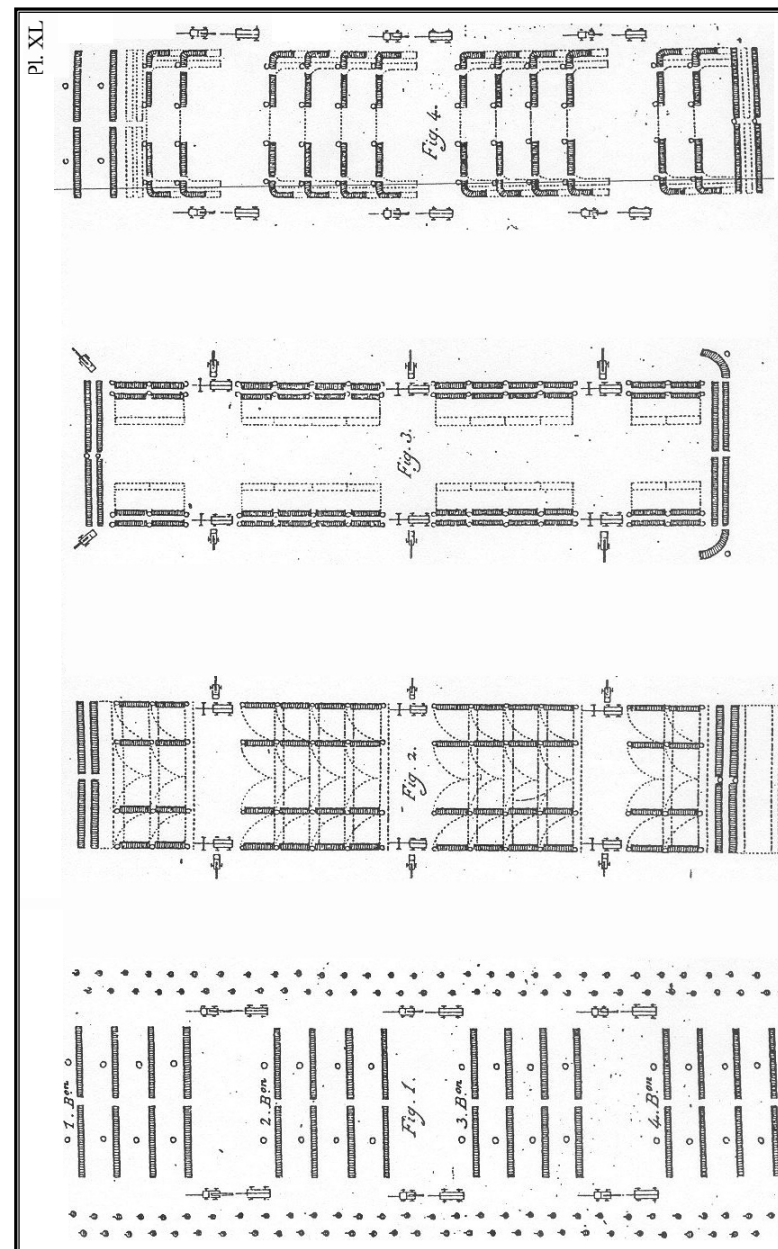 Pl. XL
Fig. 4.
Fig. 3.
Fig. 2.
1. Bon
2. Bon
Fig. 1.
3. Bon
4. Bon